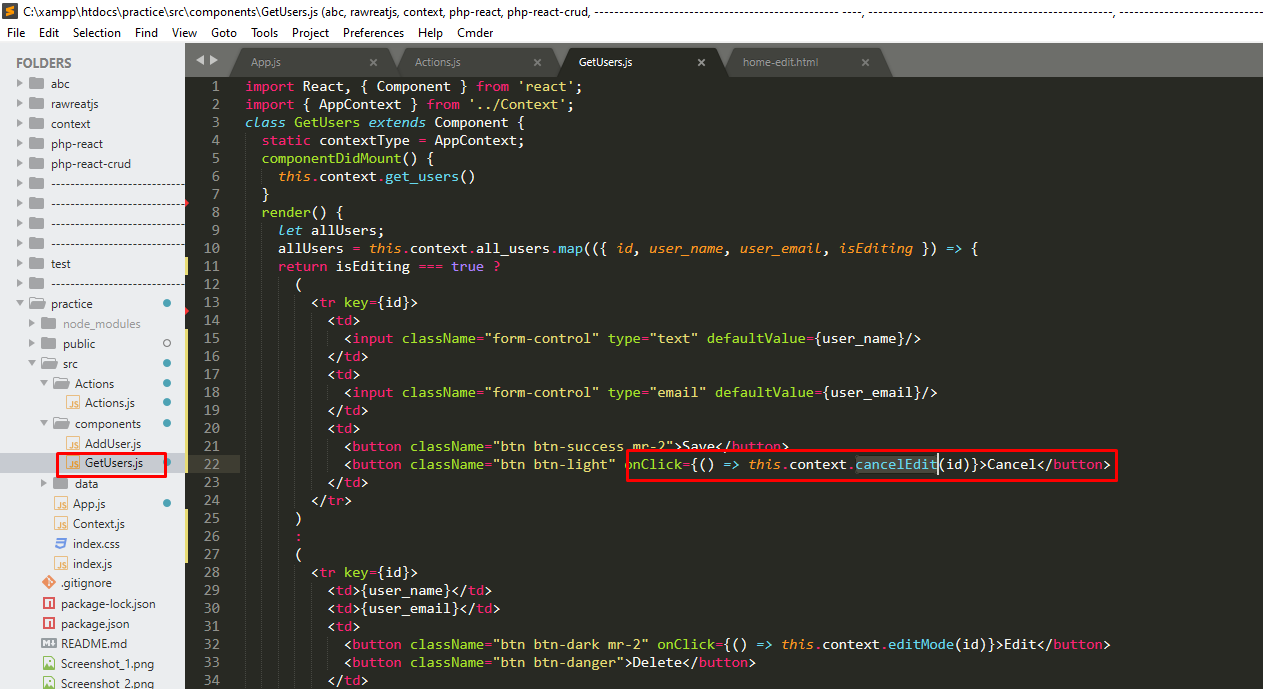 C:\xampp\htdocs\practice\src\components\GetUsers.js (abc, rawreatjs, context, php-react, php-react-crud, ------------------------------------------- ----, -------------------------------------------, -------------------------
File Edit Selection Find View Goto Tools Project Preferences Help Cmder
FOLDERS
abc
rawreatjs
context
php-react
php-react-crud
---------------------------
---------------------------
---------------------------
---------------------------
test
---------------------------
practice
node_modules
public
src
Actions
JS Actions.js
components
JS AddUser.js
JS GetUsers.js
data
JS App.js
JS Context.js
index.css
JS index.js
.gitignore
package-lock.json
package.json
README.md
Screenshot_1.png
Screenshot_2.png
App.js × Actions.js × GetUsers.js × home-edit.html ×
1 import React, { Component } from 'react';
2 import { AppContext } from '../Context';
3 class GetUsers extends Component {
4 static contextType = AppContext;
5 componentDidMount() {
6 this.context.get_users()
7 }
8 render() {
9 let allUsers;
10 allUsers = this.context.all_users.map(({ id, user_name, user_email, isEditing }) => {
11 return isEditing === true ?
12 (
13 <tr key={id}>
14 <td>
15 <input className="form-control" type="text" defaultValue={user_name}/>
16 </td>
17 <td>
18 <input className="form-control" type="email" defaultValue={user_email}/>
19 </td>
20 <td>
21 <button className="btn btn-success mr-2">Save</button>
22 <button className="btn btn-light" onClick={() => this.context.cancelEdit(id)}>Cancel</button>
23 </td>
24 </tr>
25 )
26 :
27 (
28 <tr key={id}>
29 <td>{user_name}</td>
30 <td>{user_email}</td>
31 <td>
32 <button className="btn btn-dark mr-2" onClick={() => this.context.editMode(id)}>Edit</button>
33 <button className="btn btn-danger">Delete</button>
34 </td>